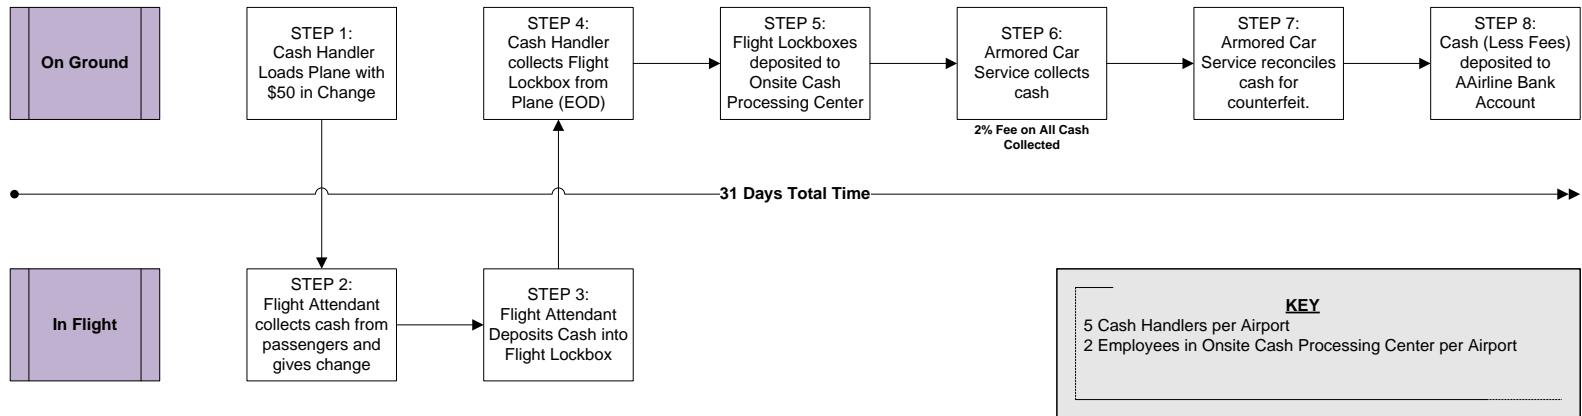 On Ground
STEP 1:
Cash Handler
Loads Plane with
$50 in Change
STEP 4:
Cash Handler
collects Flight
Lockbox from
Plane (EOD)
STEP 5:
Flight Lockboxes
deposited to
Onsite Cash
Processing Center
STEP 6:
Armored Car
Service collects
cash
2% Fee on All Cash
Collected
STEP 7:
Armored Car
Service reconciles
cash for
counterfeit.
STEP 8:
Cash (Less Fees)
deposited to
AAirline Bank
Account
31 Days Total Time
In Flight
STEP 2:
Flight Attendant
collects cash from
passengers and
gives change
STEP 3:
Flight Attendant
Deposits Cash into
Flight Lockbox
KEY
5 Cash Handlers per Airport
2 Employees in Onsite Cash Processing Center per Airport